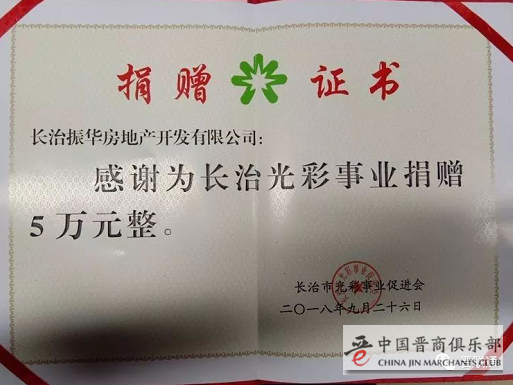 捐赠 证书
长治振华房地产开发有限公司:
感谢为长治光彩事业捐赠
5万元整。
长治市光彩事业促进会
二〇一八年九月二十六日
中国晋商俱乐部
CHINA JIN MARCHANTS CLUB